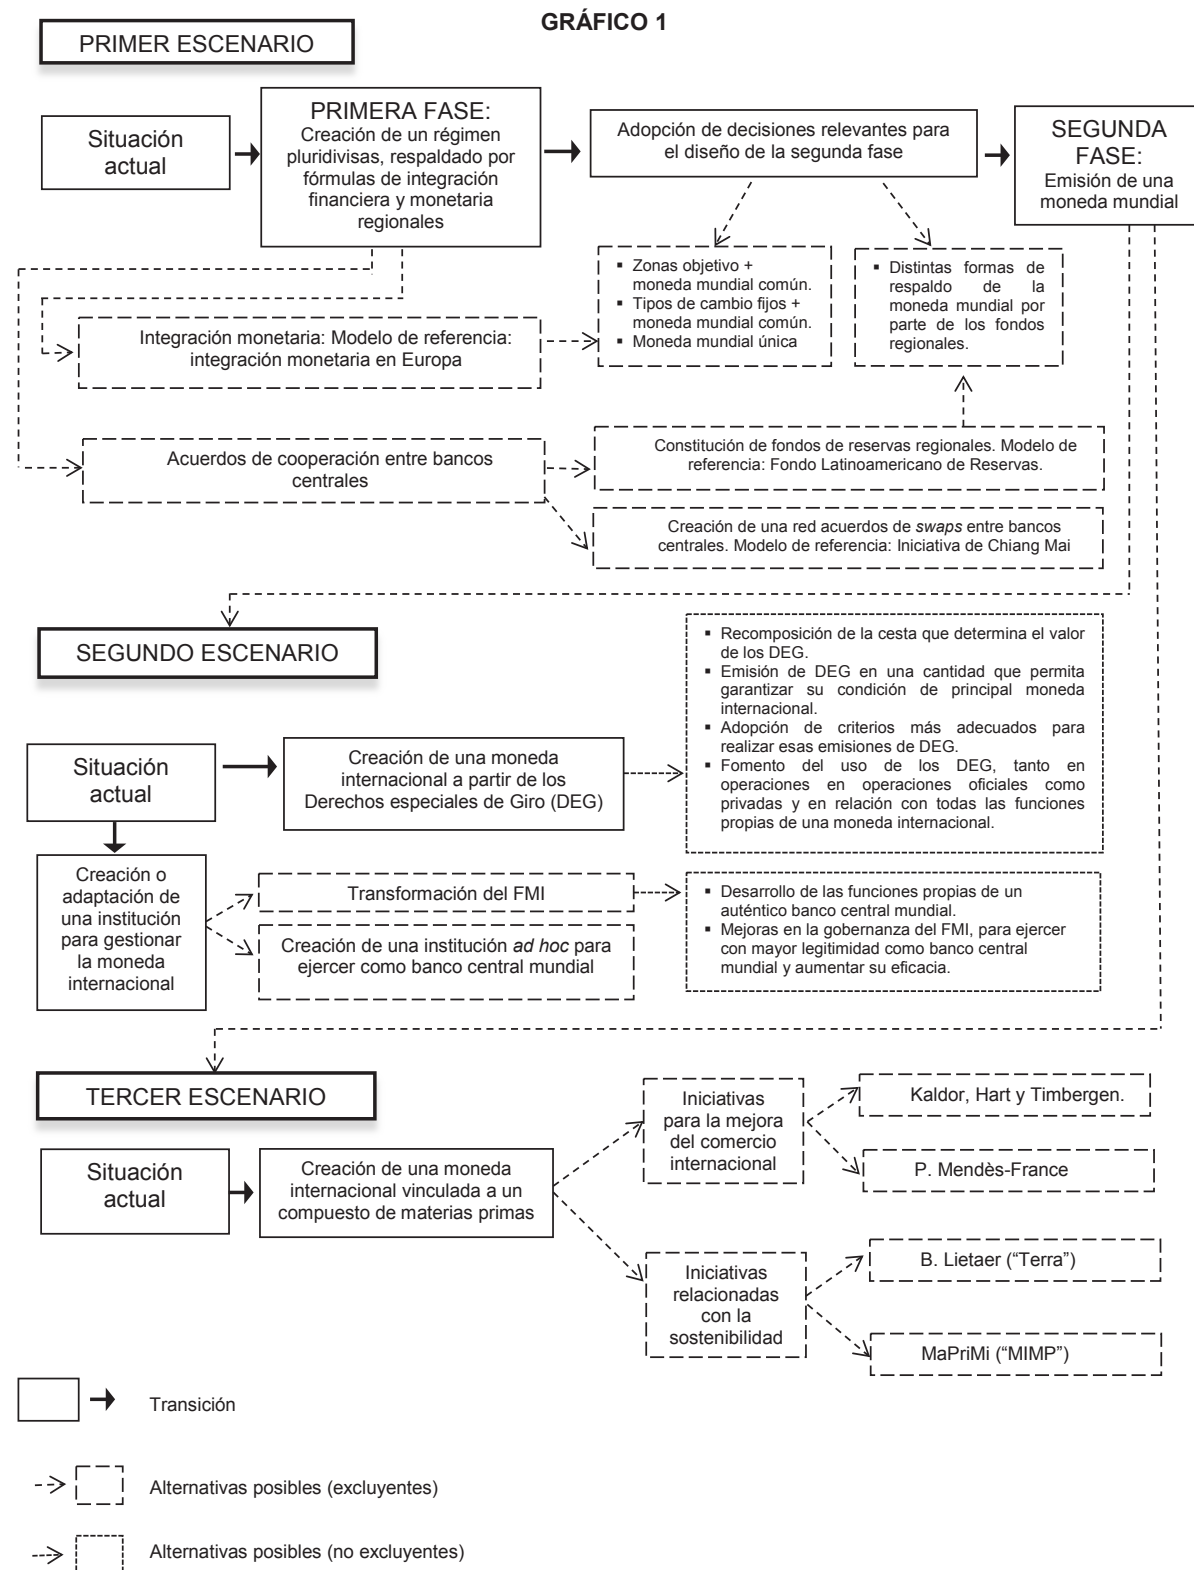 GRÁFICO 1
PRIMER ESCENARIO
Situación
actual
PRIMERA FASE:
Creación de un régimen
pluridivisas, respaldado por
fórmulas de integración
financiera y monetaria
regionales
Adopción de decisiones relevantes para
el diseño de la segunda fase
SEGUNDA
FASE:
Emisión de una
moneda mundial
▪ Zonas objetivo +
moneda mundial común.
▪ Tipos de cambio fijos +
moneda mundial común.
▪ Moneda mundial única
▪ Distintas formas de
respaldo de la
moneda mundial por
parte de los fondos
regionales.
Integración monetaria: Modelo de referencia:
integración monetaria en Europa
Acuerdos de cooperación entre bancos
centrales
Constitución de fondos de reservas regionales. Modelo de
referencia: Fondo Latinoamericano de Reservas.
Creación de una red acuerdos de swaps entre bancos
centrales. Modelo de referencia: Iniciativa de Chiang Mai
SEGUNDO ESCENARIO
Situación
actual
Creación de una moneda
internacional a partir de los
Derechos especiales de Giro (DEG)
▪ Recomposición de la cesta que determina el valor
de los DEG.
▪ Emisión de DEG en una cantidad que permita
garantizar su condición de principal moneda
internacional.
▪ Adopción de criterios más adecuados para
realizar esas emisiones de DEG.
▪ Fomento del uso de los DEG, tanto en
operaciones en operaciones oficiales como
privadas y en relación con todas las funciones
propias de una moneda internacional.
Creación o
adaptación de
una institución
para gestionar
la moneda
internacional
Transformación del FMI
Creación de una institución ad hoc para
ejercer como banco central mundial
▪ Desarrollo de las funciones propias de un
auténtico banco central mundial.
▪ Mejoras en la gobernanza del FMI, para ejercer
con mayor legitimidad como banco central
mundial y aumentar su eficacia.
TERCER ESCENARIO
Situación
actual
Creación de una moneda
internacional vinculada a un
compuesto de materias primas
Iniciativas
para la mejora
del comercio
internacional
Kaldor, Hart y Timbergen.
P. Mendès-France
Iniciativas
relacionadas
con la
sostenibilidad
B. Lietaer (“Terra”)
MaPriMi (“MIMP”)
Transición
Alternativas posibles (excluyentes)
Alternativas posibles (no excluyentes)